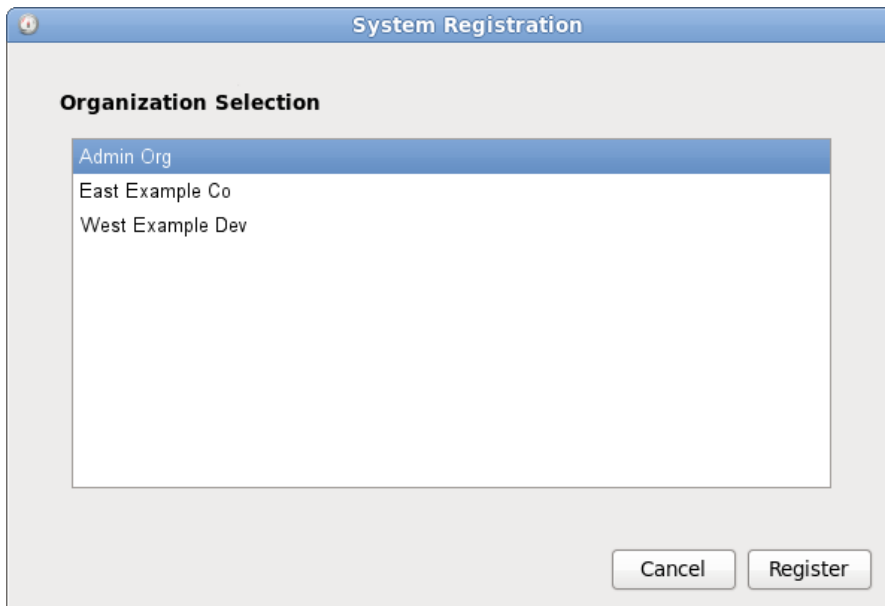 System Registration
Organization Selection
Admin Org
East Example Co
West Example Dev
Cancel Register